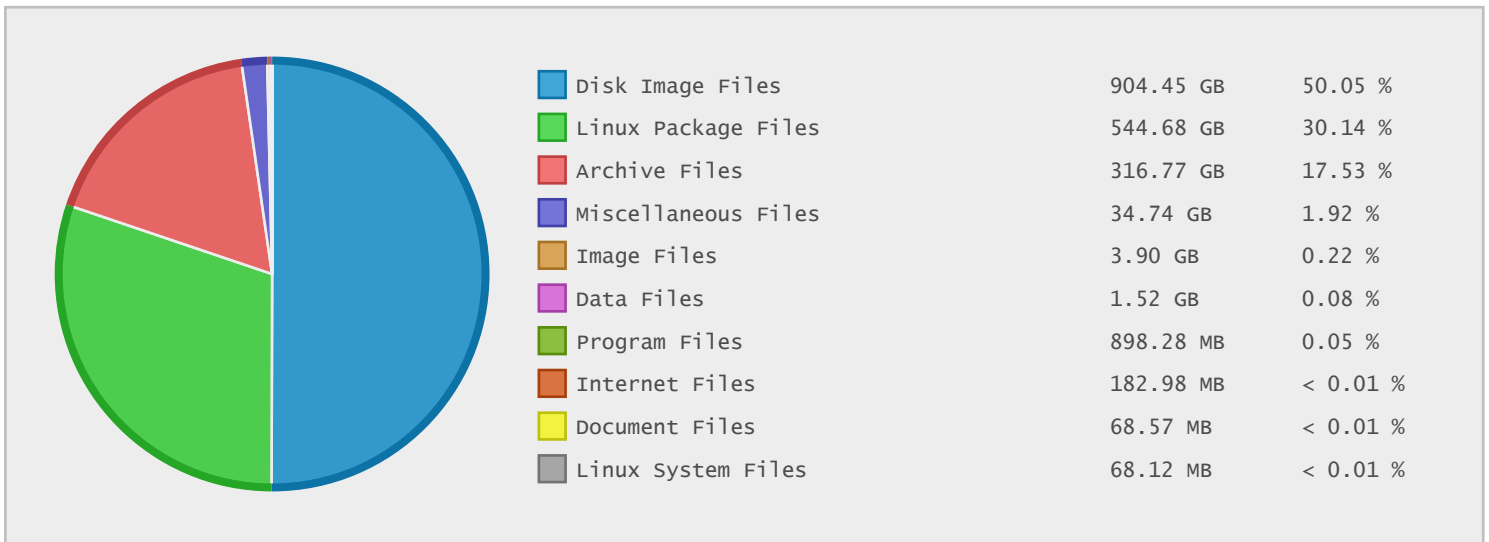 Disk Image Files 904.45 GB 50.05 %
Linux Package Files 544.68 GB 30.14 %
Archive Files 316.77 GB 17.53 %
Miscellaneous Files 34.74 GB 1.92 %
Image Files 3.90 GB 0.22 %
Data Files 1.52 GB 0.08 %
Program Files 898.28 MB 0.05 %
Internet Files 182.98 MB < 0.01 %
Document Files 68.57 MB < 0.01 %
Linux System Files 68.12 MB < 0.01 %